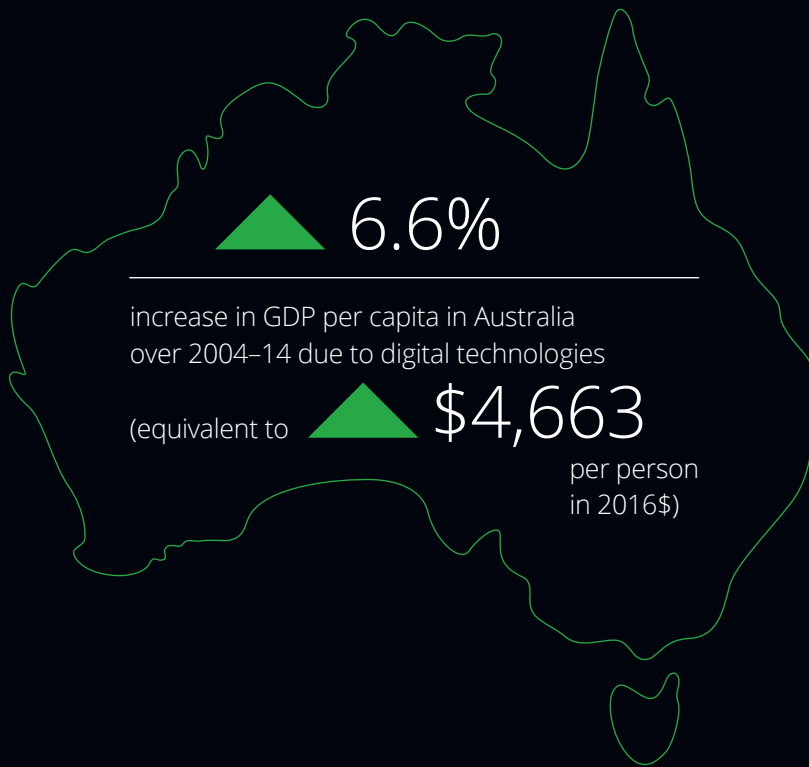 6.6%
increase in GDP per capita in Australia
over 2004–14 due to digital technologies
(equivalent to $4,663
per person
in 2016$)